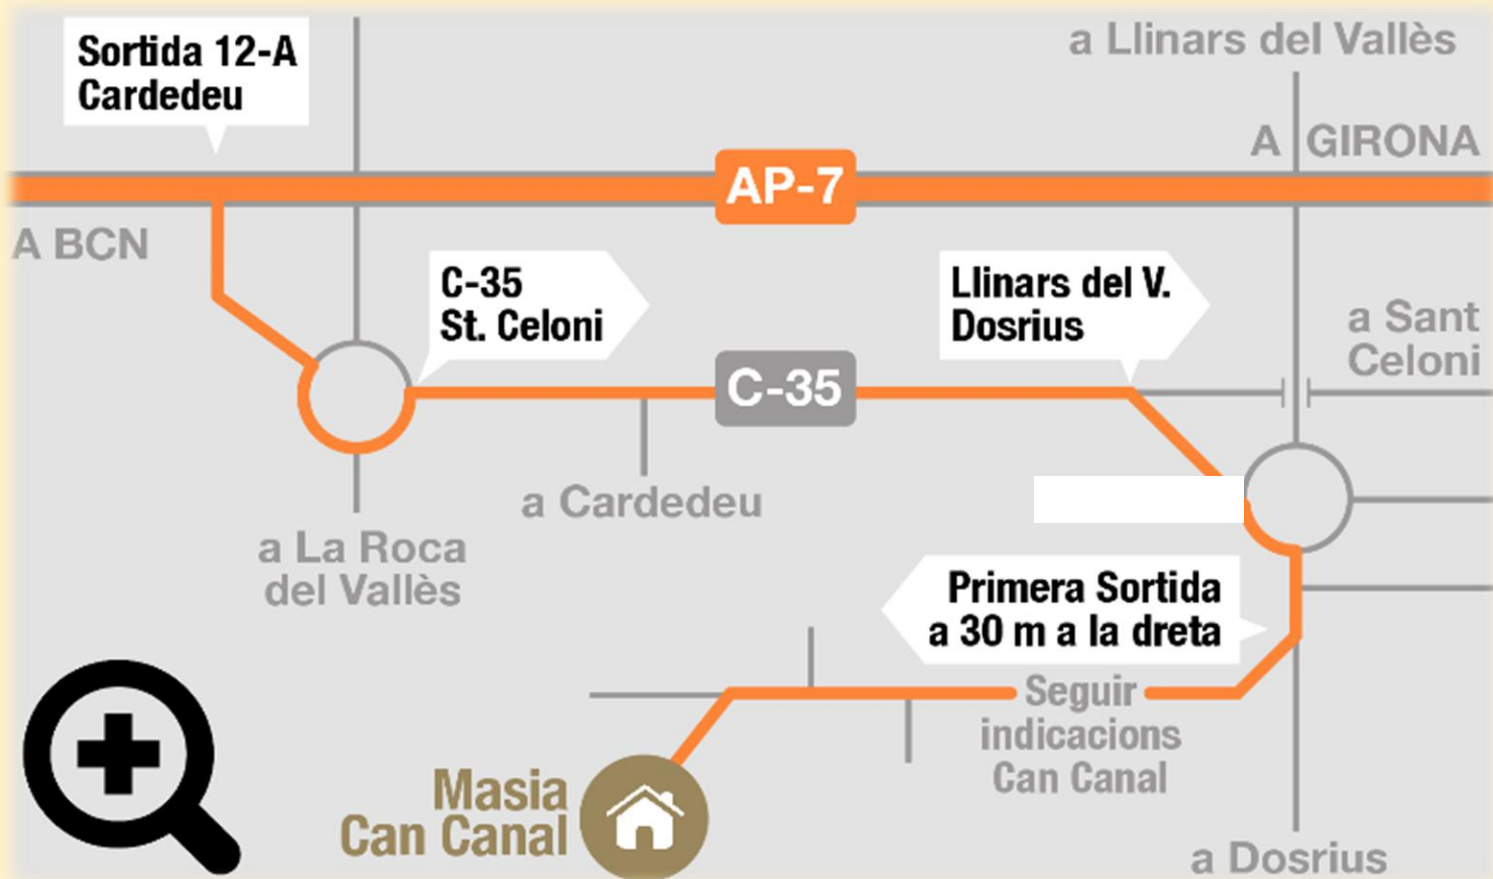 Sortida 12-A
Cardedeu
a Llinars del Vallès
A GIRONA
AP-7
A BCN
C-35
St. Celoni
Llinars del V.
Dosrius
a Sant
Celoni
C-35
a Cardedeu
a La Roca
del Vallès
Primera Sortida
a 30 m a la dreta
Seguir
indicacions
Can Canal
Masia
Can Canal
a Dosrius